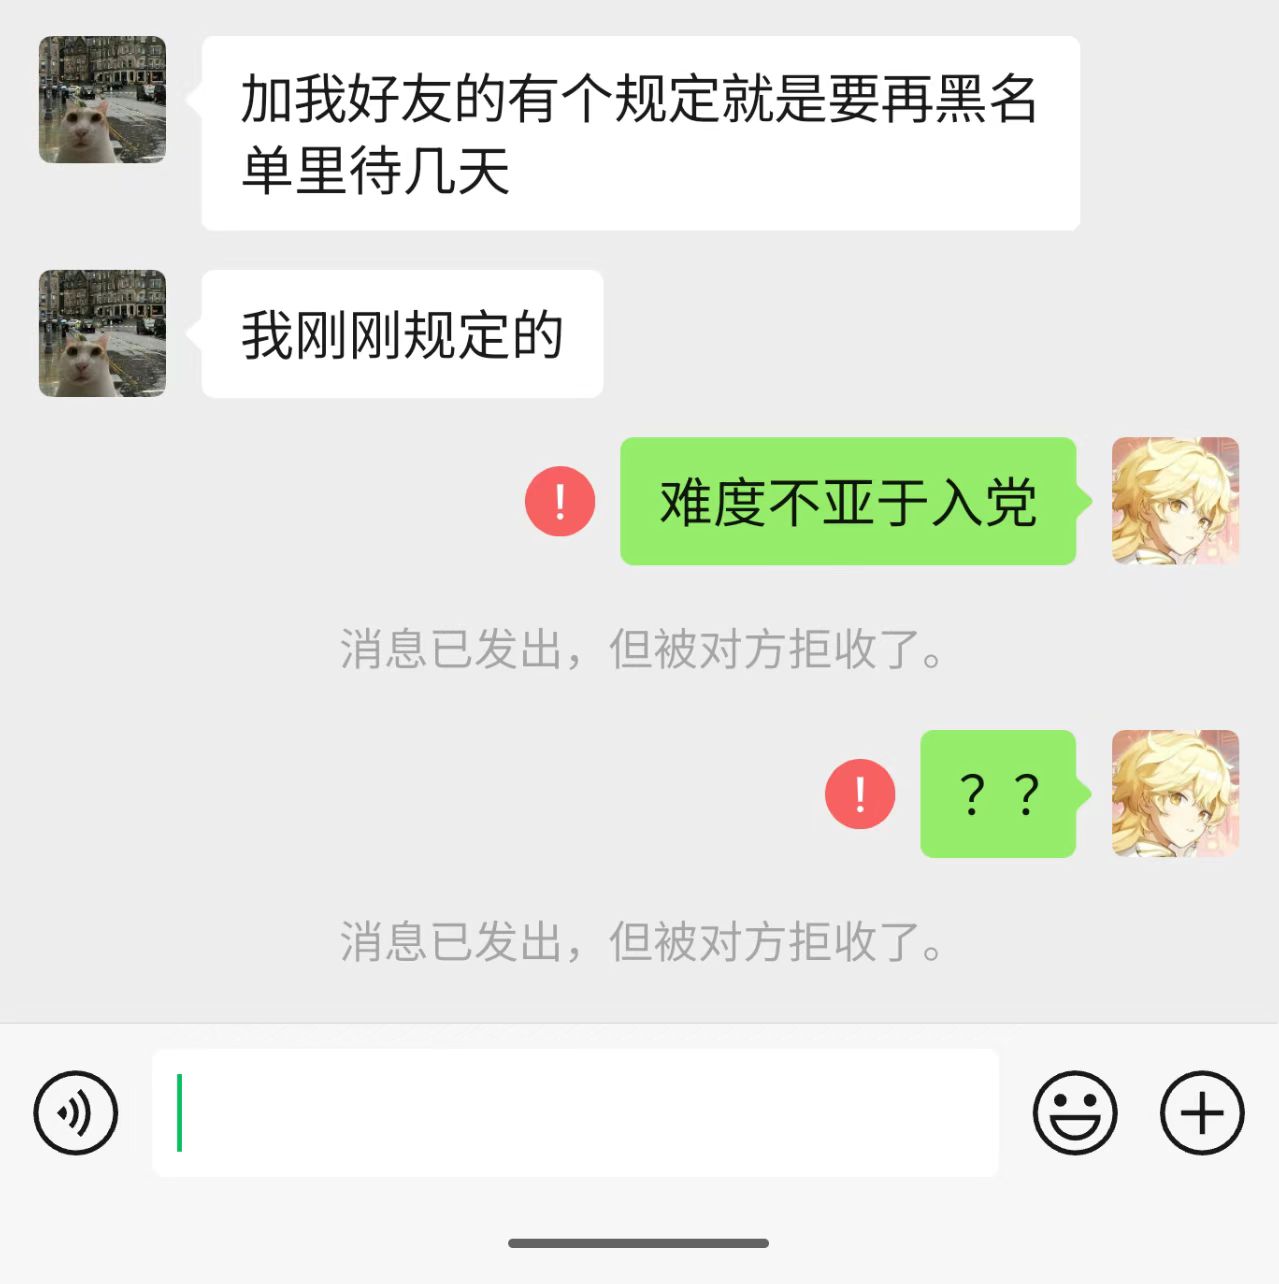 加我好友的有个规定就是要再黑名
单里待几天
我刚刚规定的
难度不亚于入党
消息已发出，但被对方拒收了。
？？
消息已发出，但被对方拒收了。